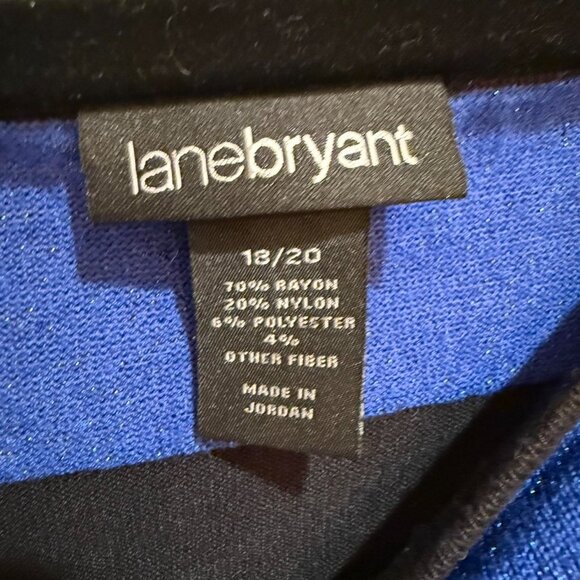 lanebryant
18/20
70% RAYON
20% NYLON
6% POLYESTER
4%
OTHER FIBER
MADE IN
JORDAN